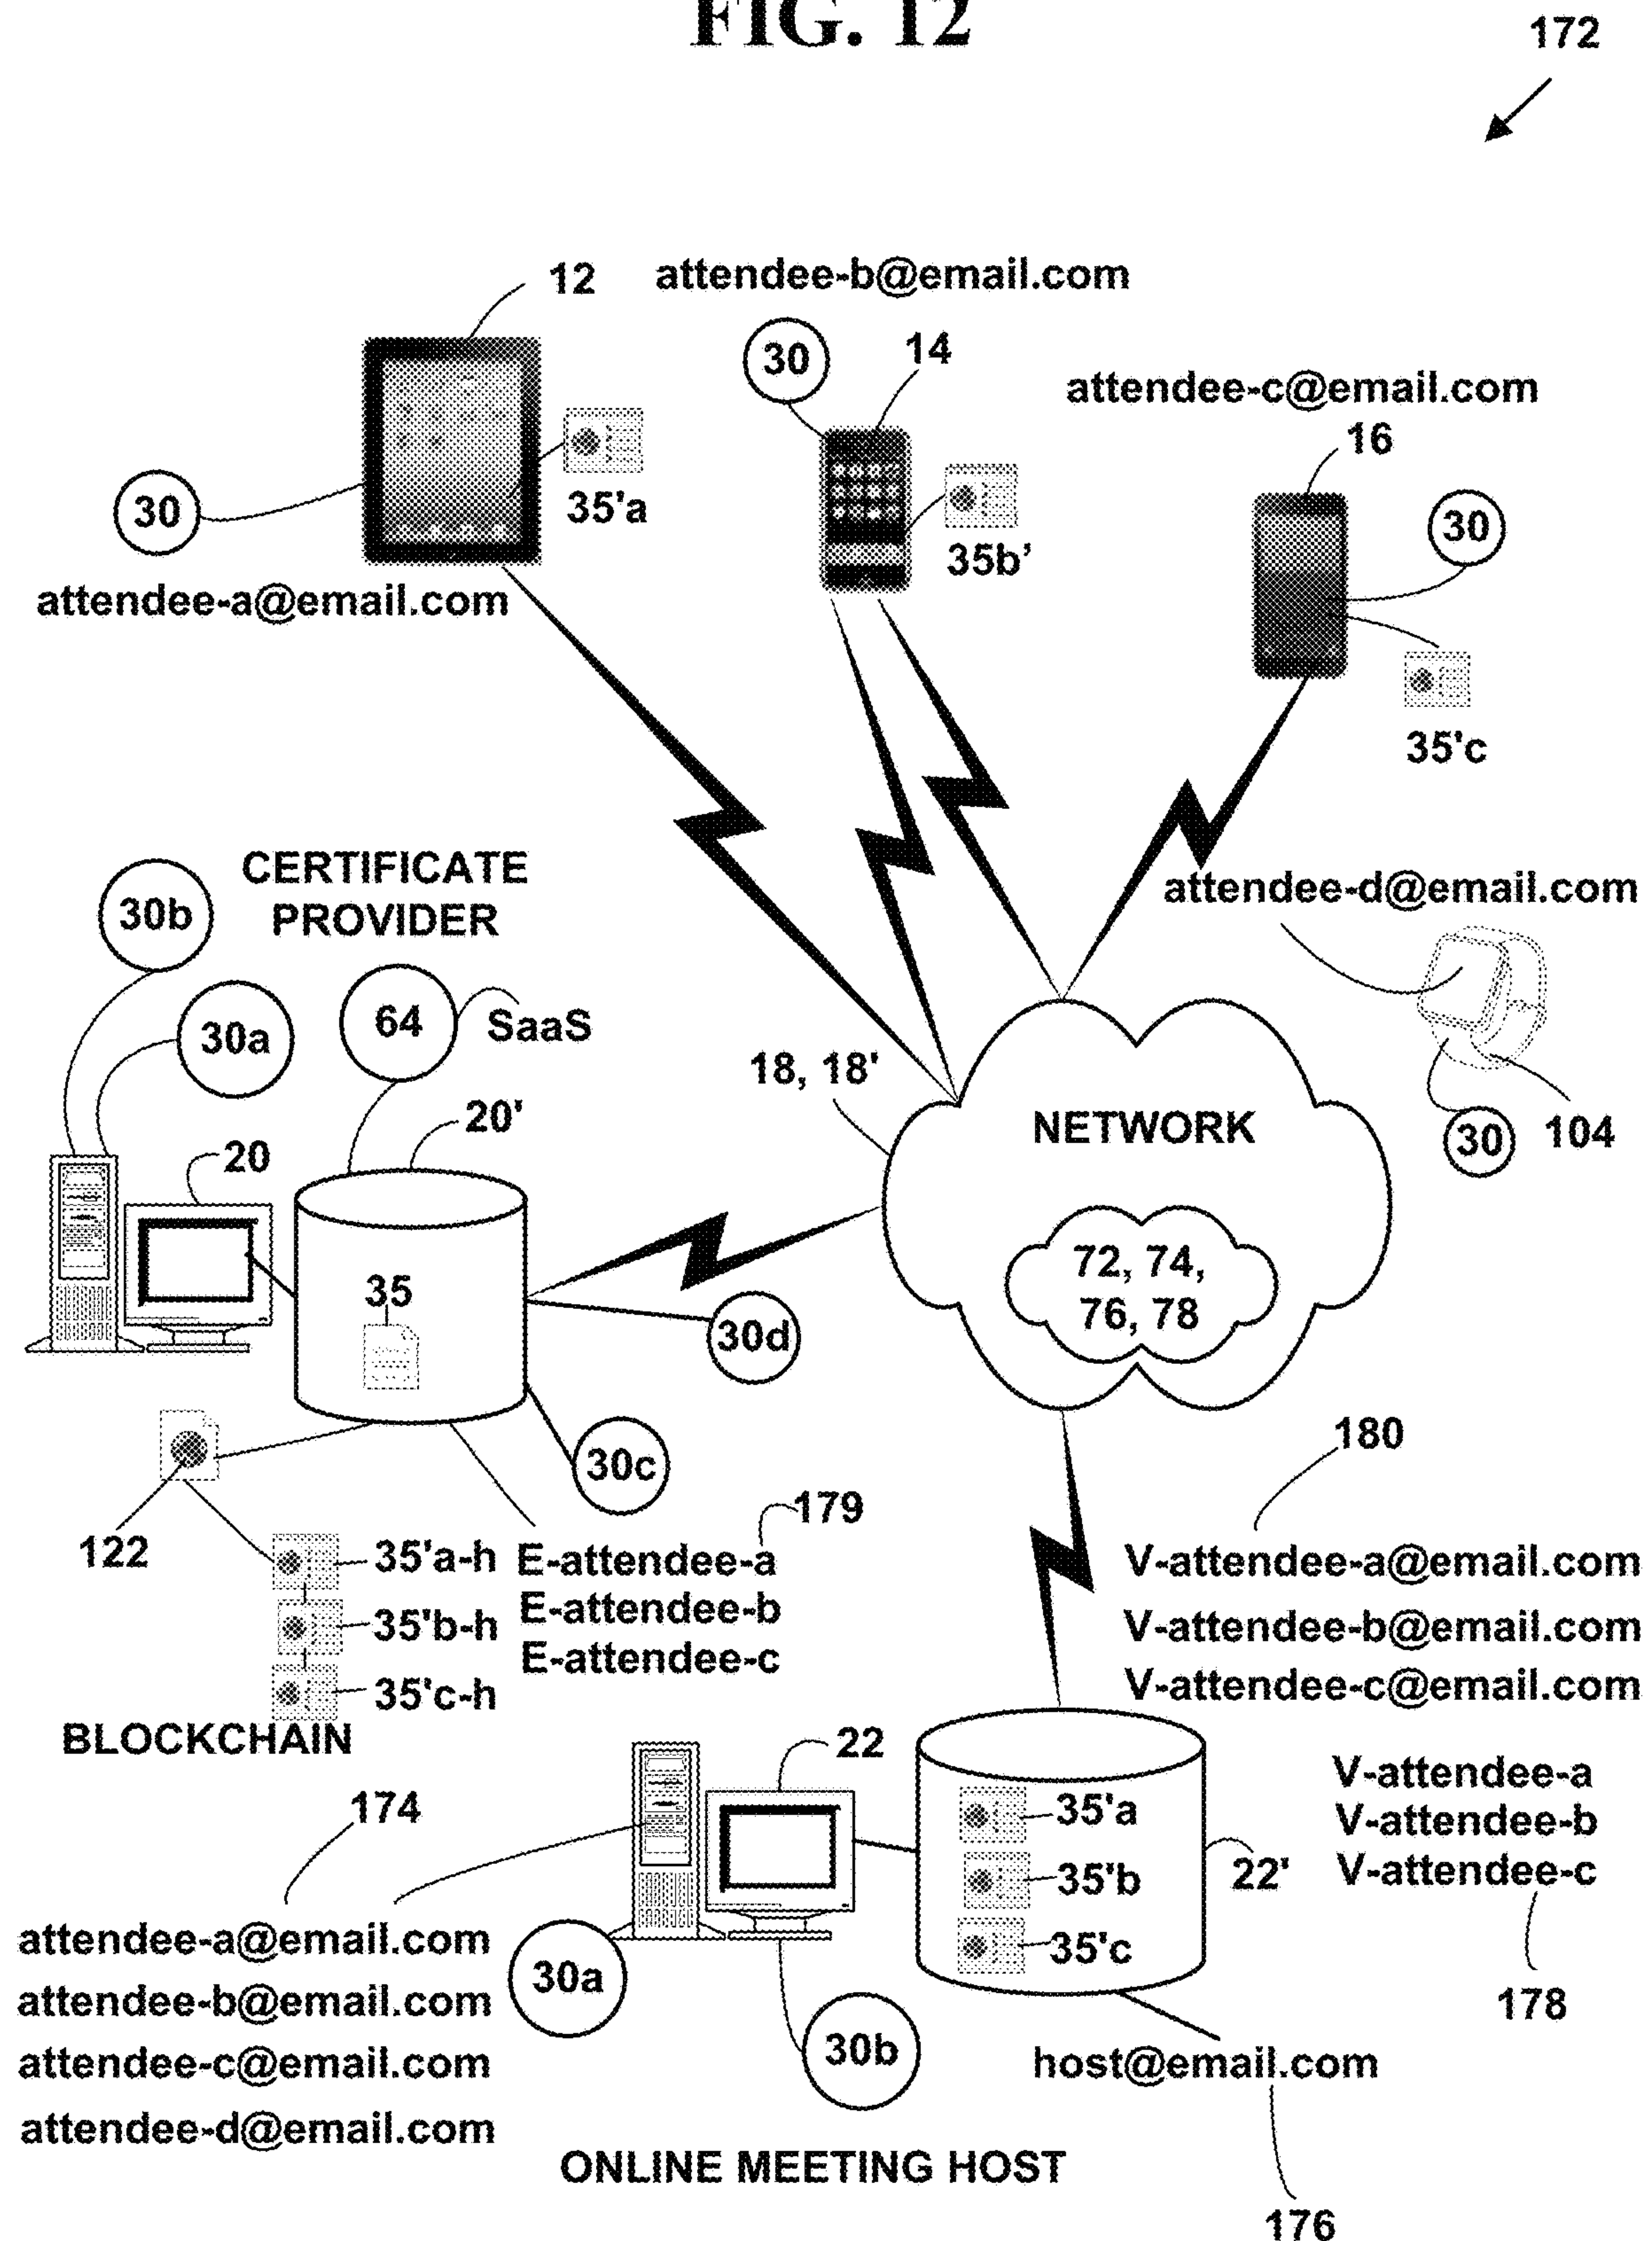 FIG. 12
172
12
attendee-b@email.com
30
14
attendee-c@email.com
16
35'a
30
30
35b’
attendee-a@email.com
35'c
CERTIFICATE
PROVIDER
30b
attendee-d@email.com
64
SaaS
30a
18, 18'
20'
NETWORK
30
104
20
72, 74,
76, 78
35
30d
180
30c
179
122
35'a-h
E-attendee-a
V-attendee-a@email.com
35'b-h
E-attendee-b
V-attendee-b@email.com
E-attendee-c
35'c-h
V-attendee-c@email.com
BLOCKCHAIN
22
V-attendee-a
174
35'a
V-attendee-b
35'b
22'
V-attendee-c
attendee-a@email.com
35'c
30a
attendee-b@email.com
178
30b
attendee-c@email.com
host@email.com
attendee-d@email.com
ONLINE MEETING HOST
176